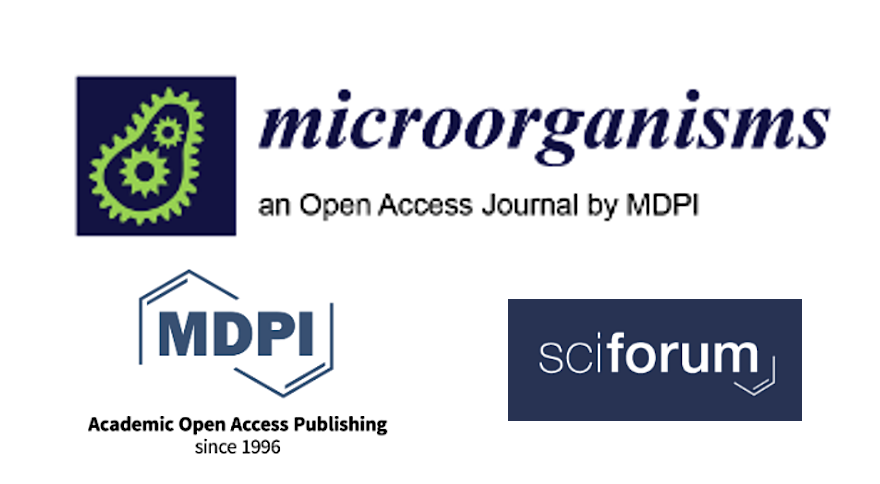 microorganisms
an Open Access Journal by MDPI
MDPI
Academic Open Access Publishing
since 1996
sciforum